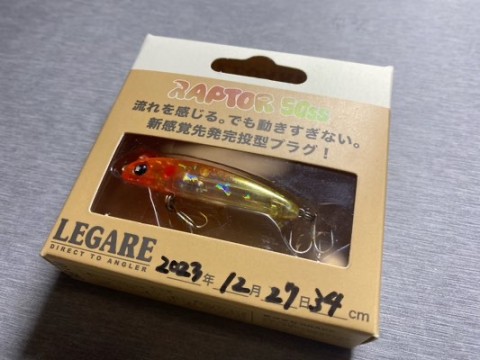 RAPTOR 50SS
流れを感じる。でも動きすぎない。
新感覚先発完投型プラグ！
LEGARE
DIRECT TO ANGLER
2023年12月27日34cm